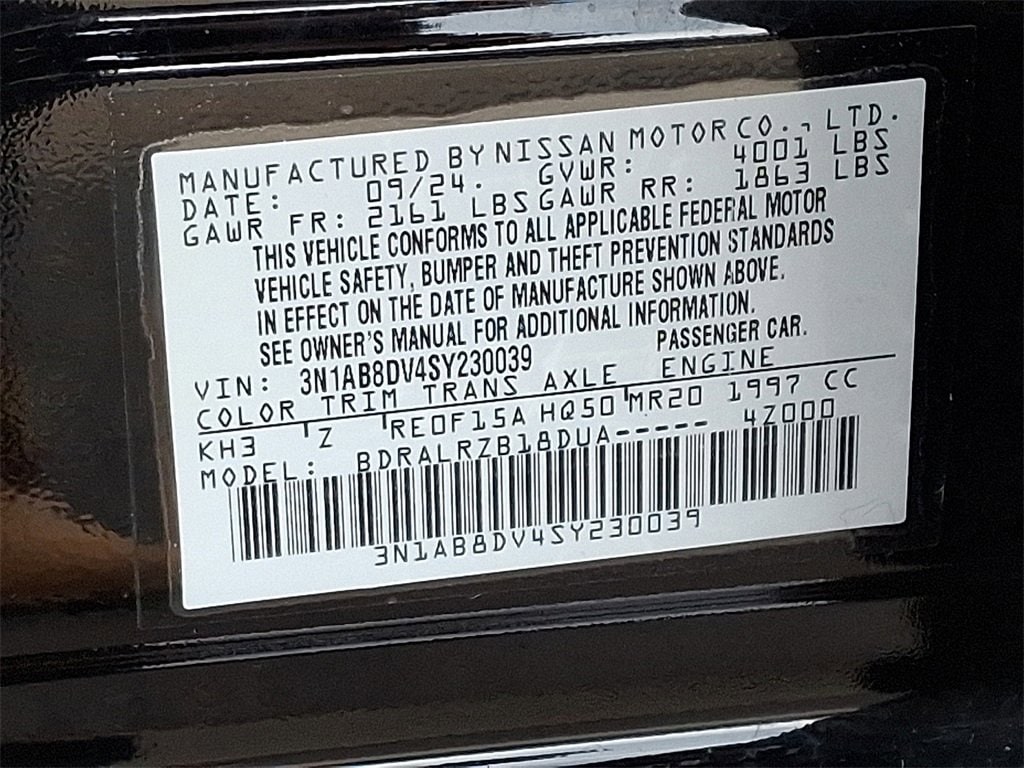 MANUFACTURED BY NISSAN MOTOR CO., LTD.
DATE: 09/24. GVWR: 4001 LBS
GAWR FR: 2161 LBS GAWR RR: 1863 LBS
THIS VEHICLE CONFORMS TO ALL APPLICABLE FEDERAL MOTOR
VEHICLE SAFETY, BUMPER AND THEFT PREVENTION STANDARDS
IN EFFECT ON THE DATE OF MANUFACTURE SHOWN ABOVE.
SEE OWNER'S MANUAL FOR ADDITIONAL INFORMATION.
VIN: 3N1AB8DV4SY230039 PASSENGER CAR.
COLOR TRIM TRANS AXLE ENGINE
KH3 Z RE0F15A HQ50 MR20 1997 CC
MODEL: BDRALRZB18DUA----- 4Z000
3N1AB8DV4SY230039